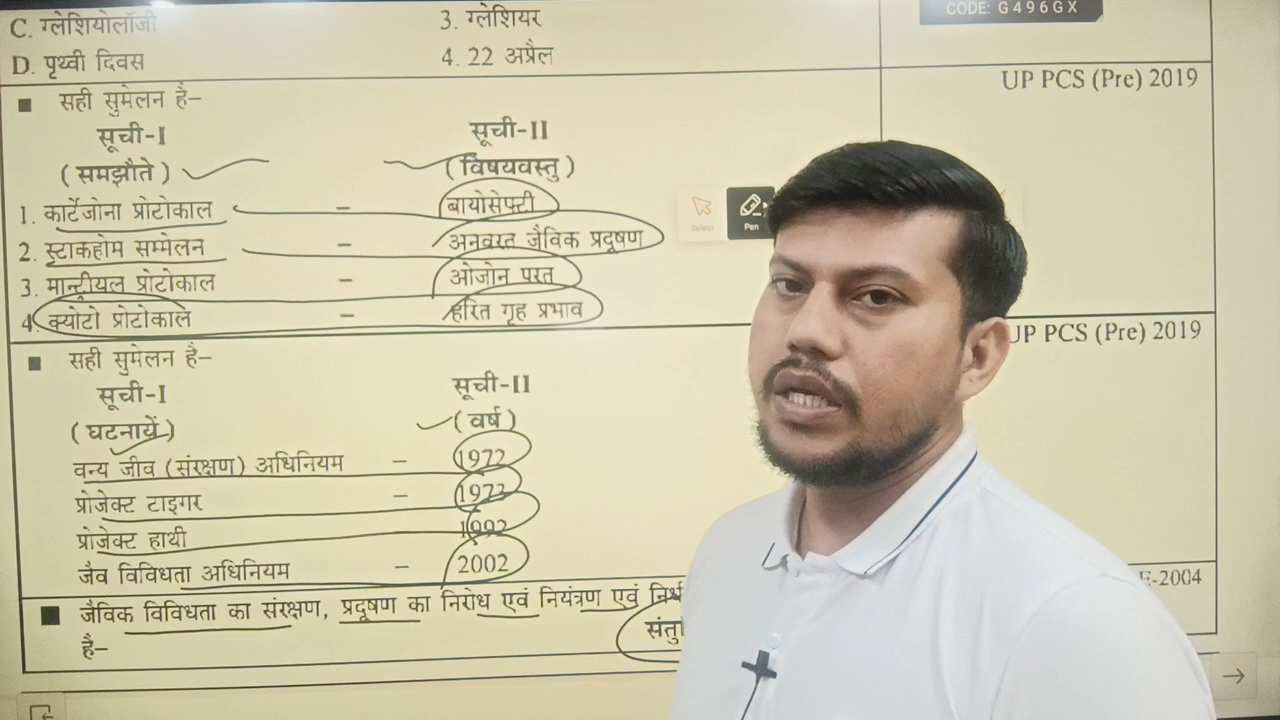 C. ग्लेशियोलॉजी 3. ग्लेशियर
CODE: G496GX
D. पृथ्वी दिवस 4. 22 अप्रैल
UP PCS (Pre) 2019
■ सही सुमेलन है–
सूची-I सूची-II
(समझौते) (विषयवस्तु)
1. कार्टेजोना प्रोटोकाल – बायोसेफ्टी
2. स्टाकहोम सम्मेलन – अनवरत जैविक प्रदूषण
3. मान्ट्रीयल प्रोटोकाल – ओजोन परत
4. क्योटो प्रोटोकाल – हरित गृह प्रभाव
Select Pen
UP PCS (Pre) 2019
■ सही सुमेलन है–
सूची-I सूची-II
(घटनायें) (वर्ष)
वन्य जीव (संरक्षण) अधिनियम – 1972
प्रोजेक्ट टाइगर – 1973
प्रोजेक्ट हाथी 1992
जैव विविधता अधिनियम – 2002
-2004
■ जैविक विविधता का संरक्षण, प्रदूषण का निरोध एवं नियंत्रण एवं
है–